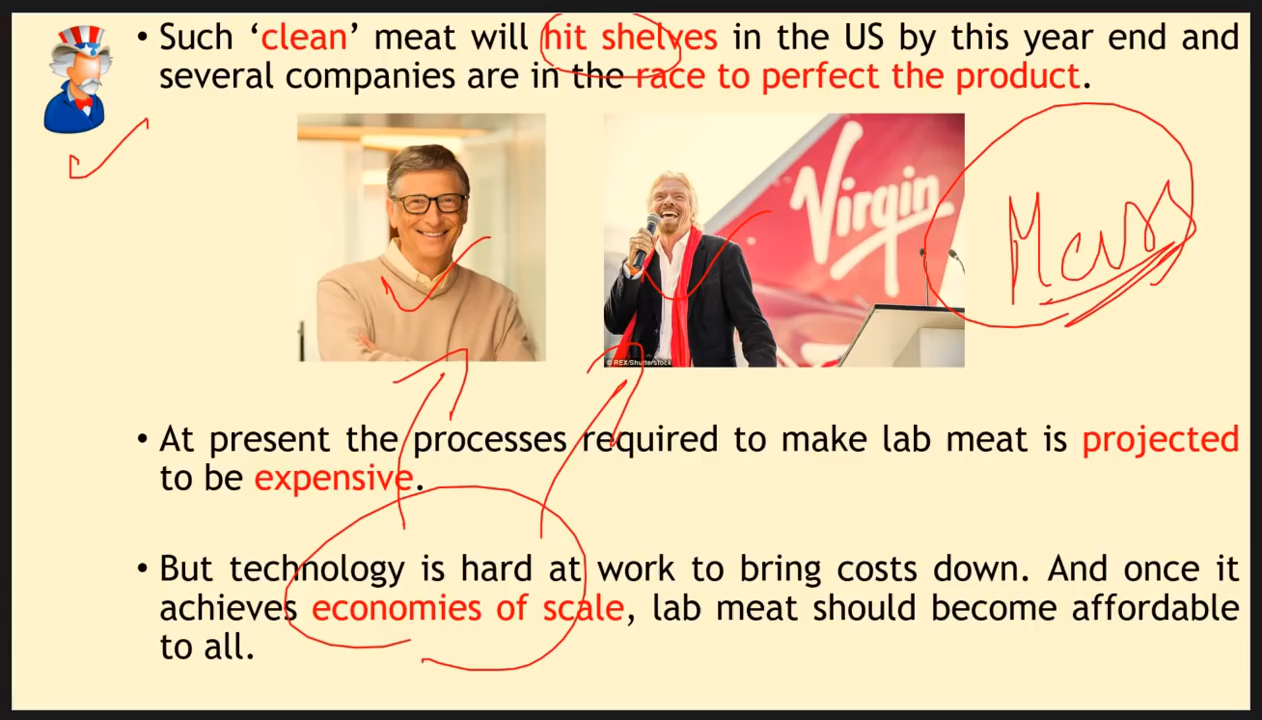 • Such ‘clean’ meat will hit shelves in the US by this year end and
several companies are in the race to perfect the product.
Virgin
© REX/Shutterstock
• At present the processes required to make lab meat is projected
to be expensive.
• But technology is hard at work to bring costs down. And once it
achieves economies of scale, lab meat should become affordable
to all.